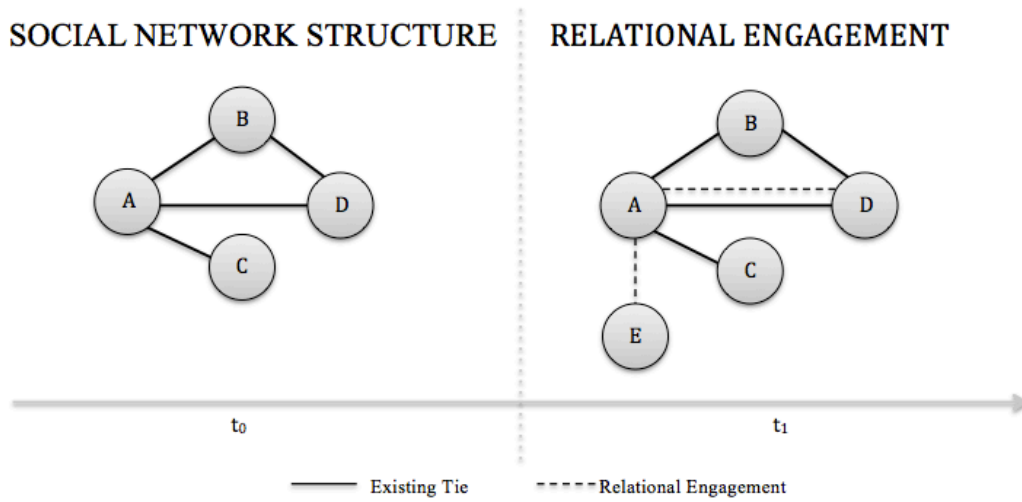 SOCIAL NETWORK STRUCTURE
RELATIONAL ENGAGEMENT
B
A
D
C
B
A
D
C
E
t₀
t₁
Existing Tie
Relational Engagement